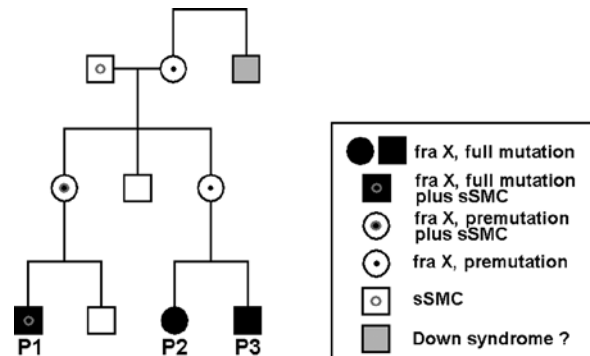 fra X, full mutation
fra X, full mutation
plus sSMC
fra X, premutation
plus sSMC
fra X, premutation
sSMC
Down syndrome ?
P1 P2 P3